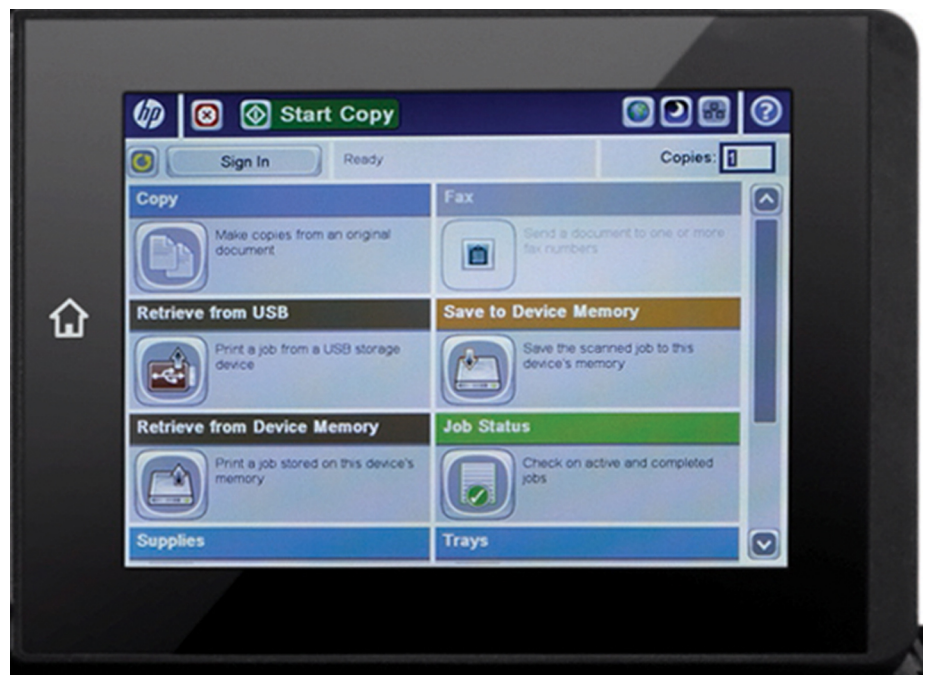 hp
Start Copy
Sign In
Ready
Copies: 1
Copy
Make copies from an original
document
Fax
Send a document to one or more
fax numbers
Retrieve from USB
Print a job from a USB storage
device
Save to Device Memory
Save the scanned job to this
device's memory
Retrieve from Device Memory
Print a job stored on this device's
memory
Job Status
Check on active and completed
jobs
Supplies
Trays